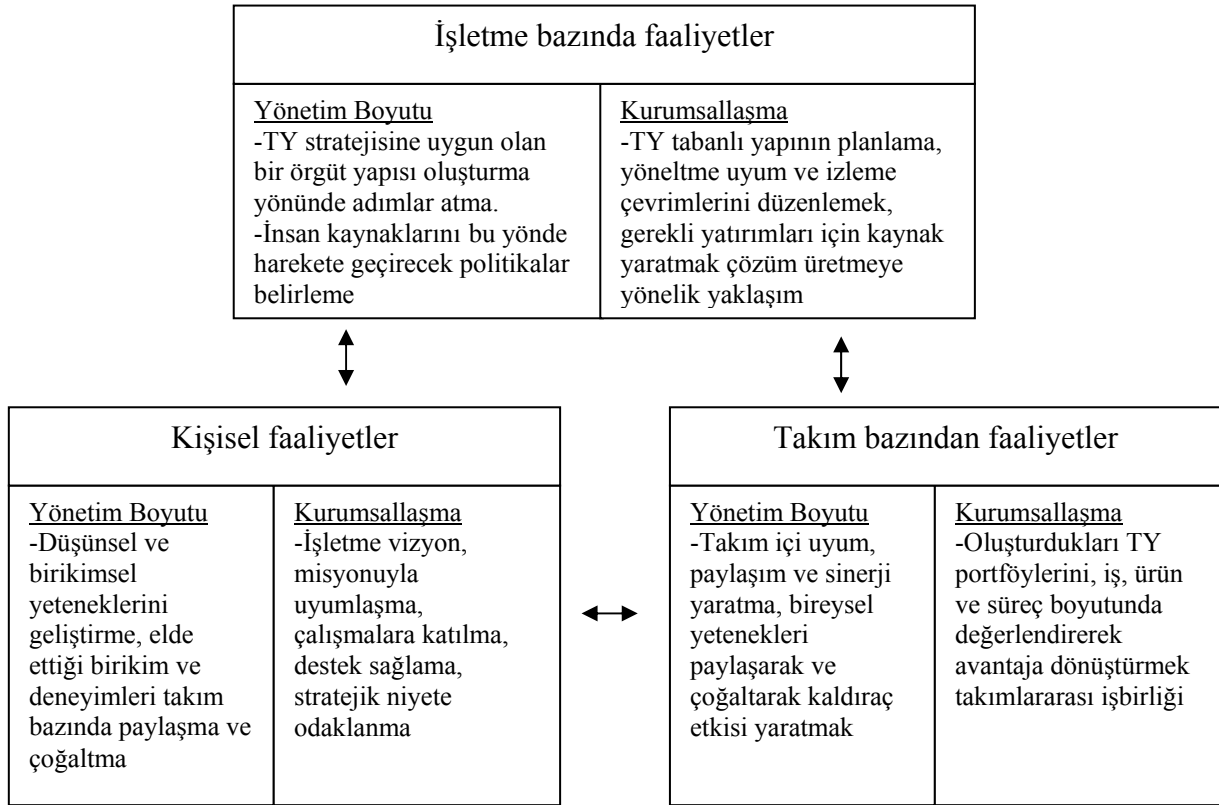 İşletme bazında faaliyetler
Yönetim Boyutu
-TY stratejisine uygun olan
bir örgüt yapısı oluşturma
yönünde adımlar atma.
-İnsan kaynaklarını bu yönde
harekete geçirecek politikalar
belirleme
Kurumsallaşma
-TY tabanlı yapının planlama,
yöneltme uyum ve izleme
çevrimlerini düzenlemek,
gerekli yatırımları için kaynak
yaratmak çözüm üretmeye
yönelik yaklaşım
Kişisel faaliyetler
Yönetim Boyutu
-Düşünsel ve
birikimsel
yeteneklerini
geliştirme, elde
ettiği birikim ve
deneyimleri takım
bazında paylaşma ve
çoğaltma
Kurumsallaşma
-İşletme vizyon,
misyonuyla
uyumlaşma,
çalışmalara katılma,
destek sağlama,
stratejik niyete
odaklanma
Takım bazından faaliyetler
Yönetim Boyutu
-Takım içi uyum,
paylaşım ve sinerji
yaratma, bireysel
yetenekleri
paylaşarak ve
çoğaltarak kaldıraç
etkisi yaratmak
Kurumsallaşma
-Oluşturdukları TY
portföylerini, iş, ürün
ve süreç boyutunda
değerlendirerek
avantaja dönüştürmek
takımlararası işbirliği